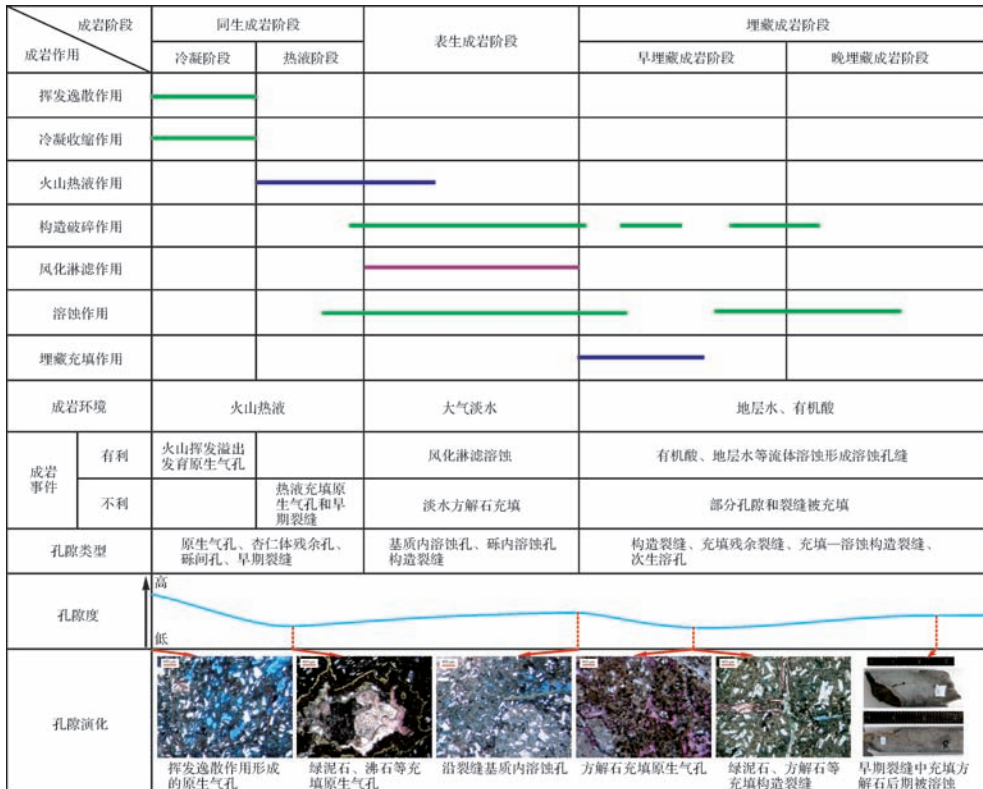 成岩阶段
成岩作用
同生成岩阶段
表生成岩阶段
埋藏成岩阶段
冷凝阶段
热液阶段
早埋藏成岩阶段
晚埋藏成岩阶段
挥发逸散作用
冷凝收缩作用
火山热液作用
构造破碎作用
风化淋滤作用
溶蚀作用
埋藏充填作用
成岩环境
火山热液
大气淡水
地层水、有机酸
成岩
事件
有利
火山挥发溢出
发育原生气孔
风化淋滤溶蚀
有机酸、地层水等流体溶蚀形成溶蚀孔缝
不利
热液充填原
生气孔和早
期裂缝
淡水方解石充填
部分孔隙和裂缝被充填
孔隙类型
原生气孔、杏仁体残余孔、
砾间孔、早期裂缝
基质内溶蚀孔、砾内溶蚀孔
构造裂缝
构造裂缝、充填残余裂缝、充填—溶蚀构造裂缝、
次生溶孔
孔隙度
高
低
孔隙演化
挥发逸散作用形成
的原生气孔
绿泥石、沸石等充
填原生气孔
沿裂缝基质内溶蚀孔
方解石充填原生气孔
绿泥石、方解石等
充填构造裂缝
早期裂缝中充填方
解石后期被溶蚀